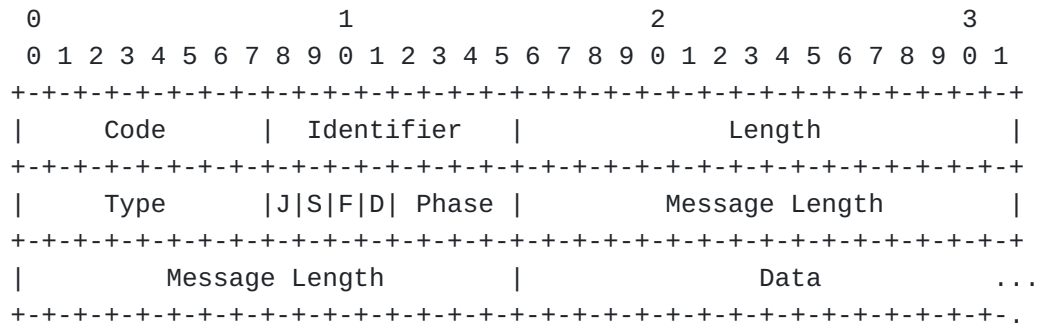 0                   1                   2                   3
 0 1 2 3 4 5 6 7 8 9 0 1 2 3 4 5 6 7 8 9 0 1 2 3 4 5 6 7 8 9 0 1
+-+-+-+-+-+-+-+-+-+-+-+-+-+-+-+-+-+-+-+-+-+-+-+-+-+-+-+-+-+-+-+-+
|     Code      |  Identifier   |             Length            |
+-+-+-+-+-+-+-+-+-+-+-+-+-+-+-+-+-+-+-+-+-+-+-+-+-+-+-+-+-+-+-+-+
|     Type      |J|S|F|D| Phase |         Message Length        |
+-+-+-+-+-+-+-+-+-+-+-+-+-+-+-+-+-+-+-+-+-+-+-+-+-+-+-+-+-+-+-+-+
|         Message Length        |               Data           ...
+-+-+-+-+-+-+-+-+-+-+-+-+-+-+-+-+-+-+-+-+-+-+-+-+-+-+-+-+-+-+-+-.